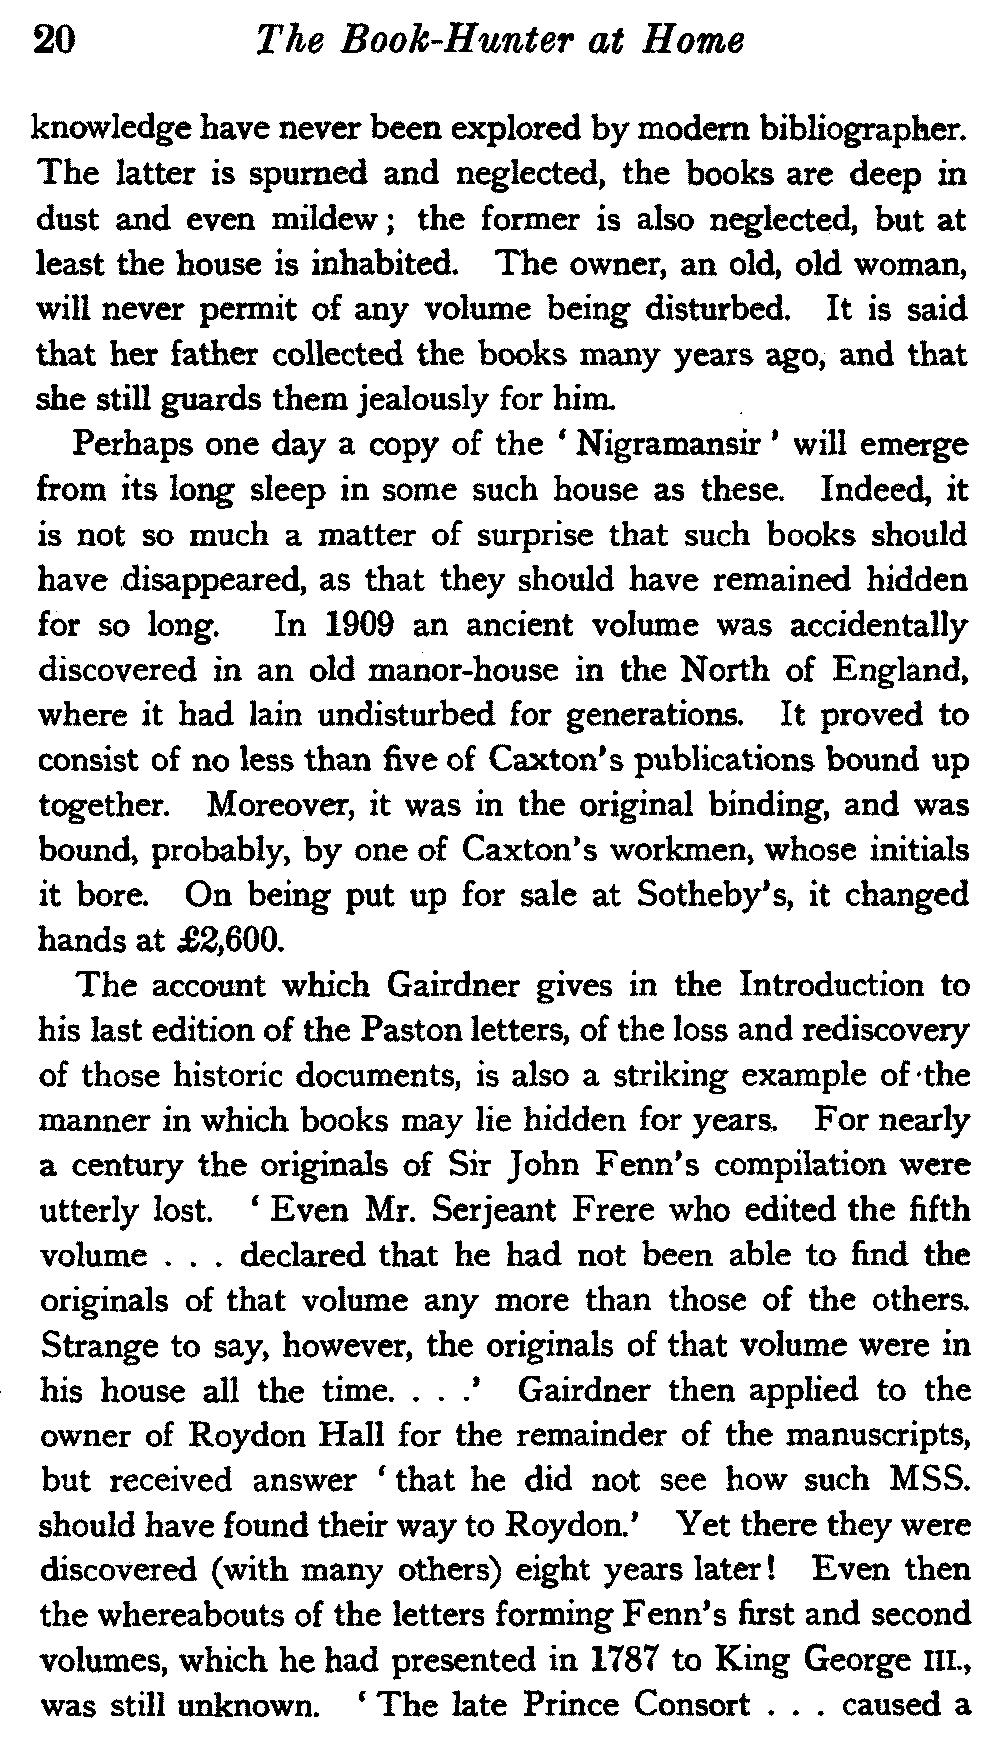 20 The Book-Hunter at Home
knowledge have never been explored by modern bibliographer.
The latter is spurned and neglected, the books are deep in
dust and even mildew; the former is also neglected, but at
least the house is inhabited. The owner, an old, old woman,
will never permit of any volume being disturbed. It is said
that her father collected the books many years ago, and that
she still guards them jealously for him.
Perhaps one day a copy of the ‘Nigramansir’ will emerge
from its long sleep in some such house as these. Indeed, it
is not so much a matter of surprise that such books should
have disappeared, as that they should have remained hidden
for so long. In 1909 an ancient volume was accidentally
discovered in an old manor-house in the North of England,
where it had lain undisturbed for generations. It proved to
consist of no less than five of Caxton’s publications bound up
together. Moreover, it was in the original binding, and was
bound, probably, by one of Caxton’s workmen, whose initials
it bore. On being put up for sale at Sotheby’s, it changed
hands at £2,600.
The account which Gairdner gives in the Introduction to
his last edition of the Paston letters, of the loss and rediscovery
of those historic documents, is also a striking example of the
manner in which books may lie hidden for years. For nearly
a century the originals of Sir John Fenn’s compilation were
utterly lost. ‘Even Mr. Serjeant Frere who edited the fifth
volume . . . declared that he had not been able to find the
originals of that volume any more than those of the others.
Strange to say, however, the originals of that volume were in
his house all the time. . . .’ Gairdner then applied to the
owner of Roydon Hall for the remainder of the manuscripts,
but received answer ‘that he did not see how such MSS.
should have found their way to Roydon.’ Yet there they were
discovered (with many others) eight years later! Even then
the whereabouts of the letters forming Fenn’s first and second
volumes, which he had presented in 1787 to King George III.,
was still unknown. ‘The late Prince Consort . . . caused a